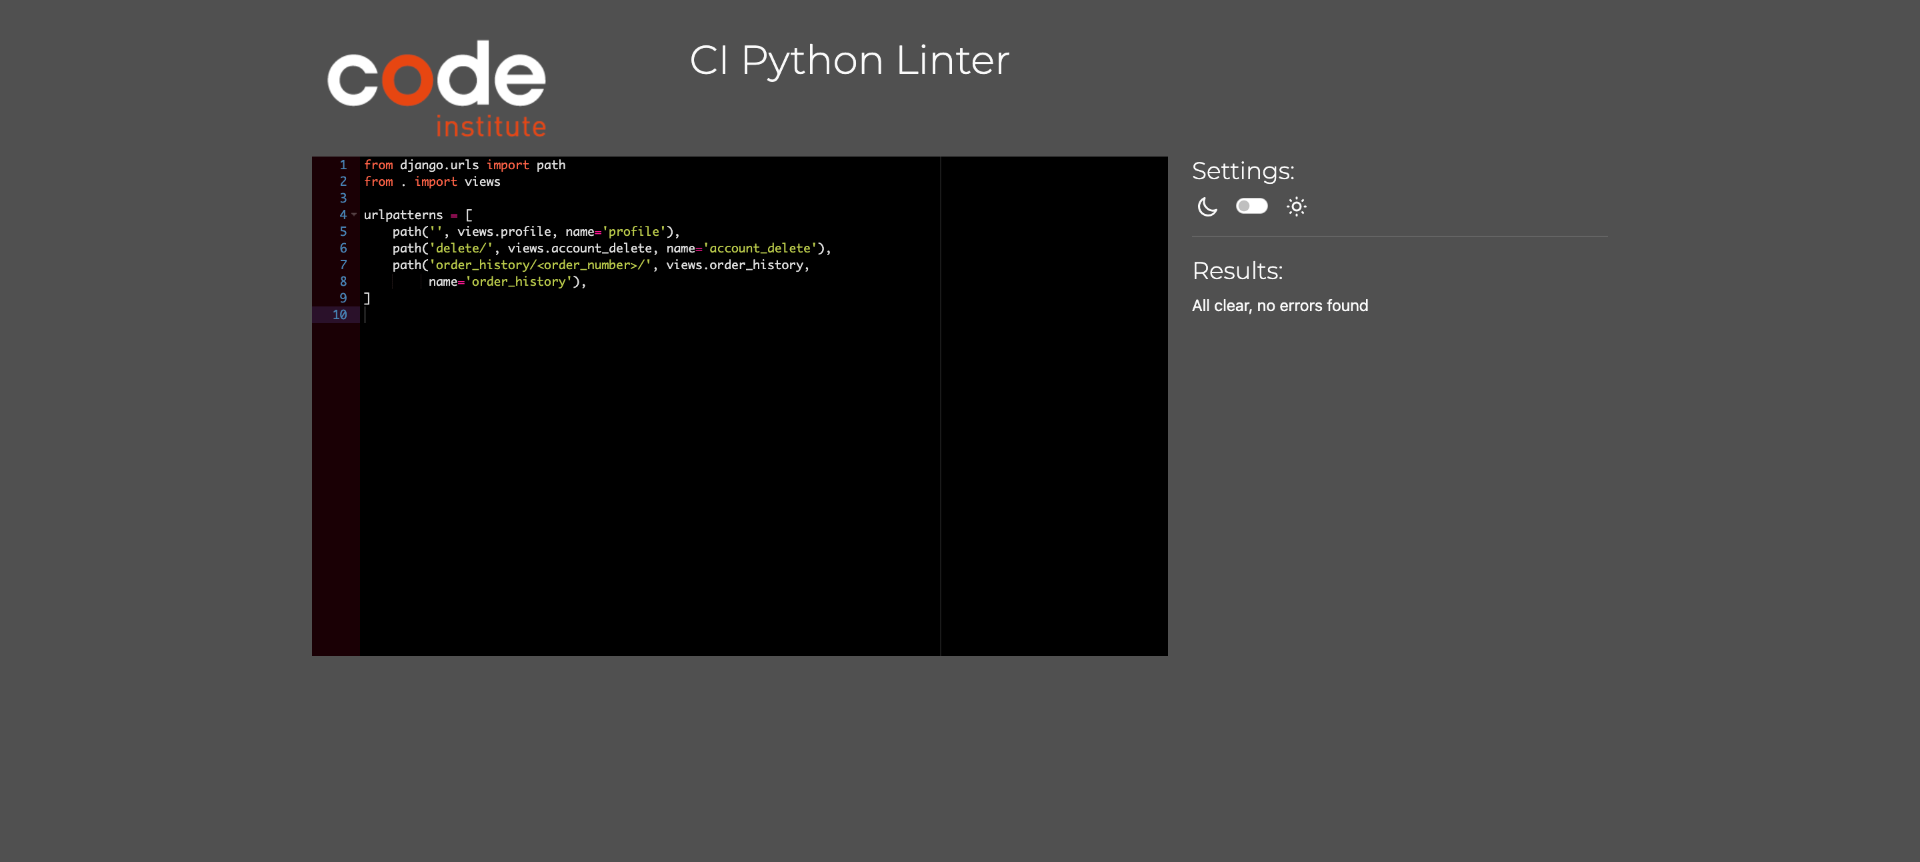 code
institute
CI Python Linter
1 from django.urls import path
2 from . import views
3
4 urlpatterns = [
5     path('', views.profile, name='profile'),
6     path('delete/', views.account_delete, name='account_delete'),
7     path('order_history/<order_number>/', views.order_history,
8          name='order_history'),
9 ]
10
Settings:
Results:
All clear, no errors found